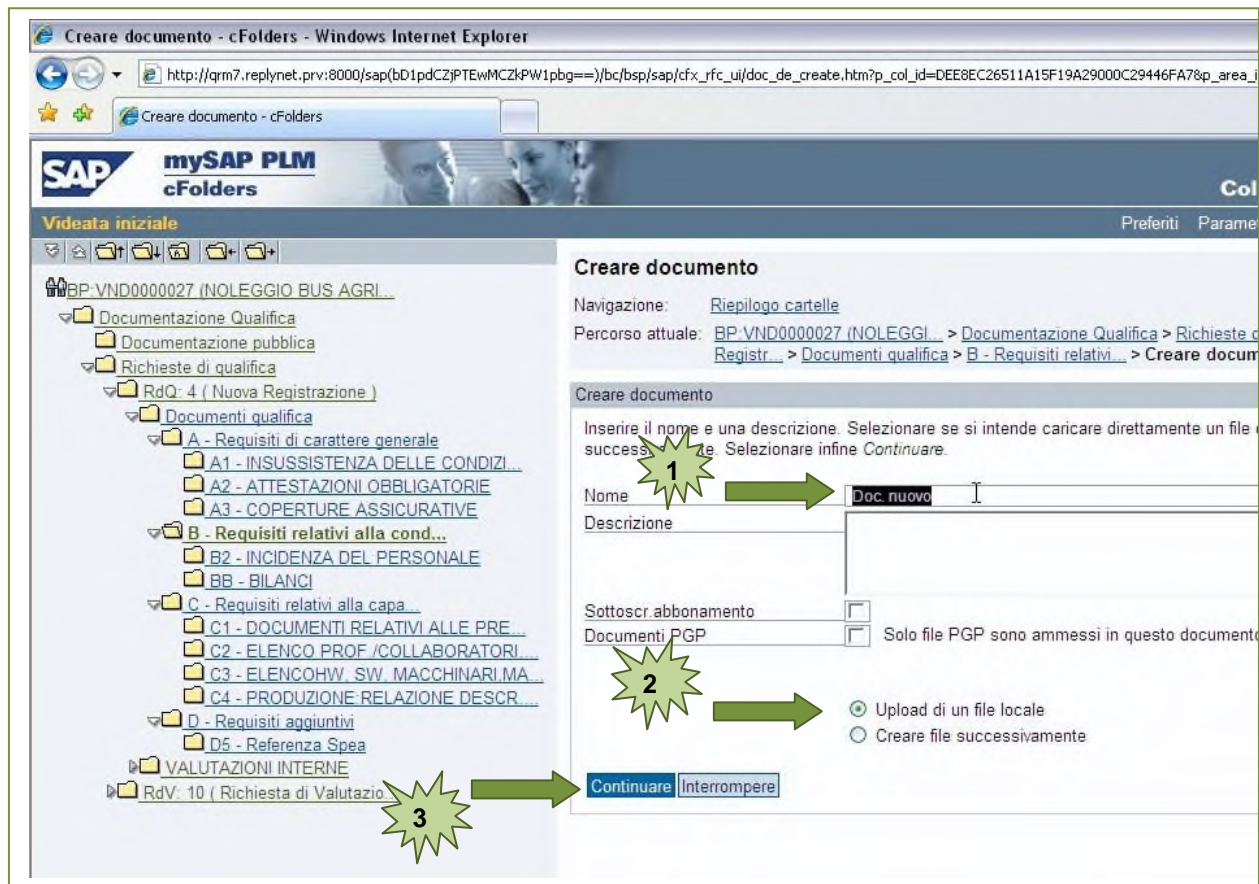 Creare documento - cFolders - Windows Internet Explorer
http://qrm7.replynet.prv:8000/sap(bD1pdCZjPTEwMCZkPW1pbg==)/bc/bsp/sap/cfx_rfc_ui/doc_de_create.htm?p_col_id=DEE8EC26511A15F19A29000C29446FA7&p_area_i
Creare documento - cFolders
SAP
mySAP PLM
cFolders
Col
Videata iniziale
Preferiti Paramet
BP:VND0000027 (NOLEGGIO BUS AGRI...
Documentazione Qualifica
Documentazione pubblica
Richieste di qualifica
RdQ: 4 ( Nuova Registrazione )
Documenti qualifica
A - Requisiti di carattere generale
A1 - INSUSSISTENZA DELLE CONDIZI...
A2 - ATTESTAZIONI OBBLIGATORIE
A3 - COPERTURE ASSICURATIVE
B - Requisiti relativi alla cond...
B2 - INCIDENZA DEL PERSONALE
BB - BILANCI
C - Requisiti relativi alla capa...
C1 - DOCUMENTI RELATIVI ALLE PRE...
C2 - ELENCO PROF./COLLABORATORI,...
C3 - ELENCOHW, SW, MACCHINARI,MA...
C4 - PRODUZIONE:RELAZIONE DESCR....
D - Requisiti aggiuntivi
D5 - Referenza Spea
VALUTAZIONI INTERNE
RdV: 10 ( Richiesta di Valutazio...
Creare documento
Navigazione: Riepilogo cartelle
Percorso attuale: BP:VND0000027 (NOLEGGI... > Documentazione Qualifica > Richieste d
Registr... > Documenti qualifica > B - Requisiti relativi... > Creare docum
Creare documento
Inserire il nome e una descrizione. Selezionare se si intende caricare direttamente un file
success te. Selezionare infine Continuare.
1
Nome Doc. nuovo
Descrizione
Sottoscr.abbonamento
Documenti PGP Solo file PGP sono ammessi in questo documento
2
Upload di un file locale
Creare file successivamente
Continuare Interrompere
3